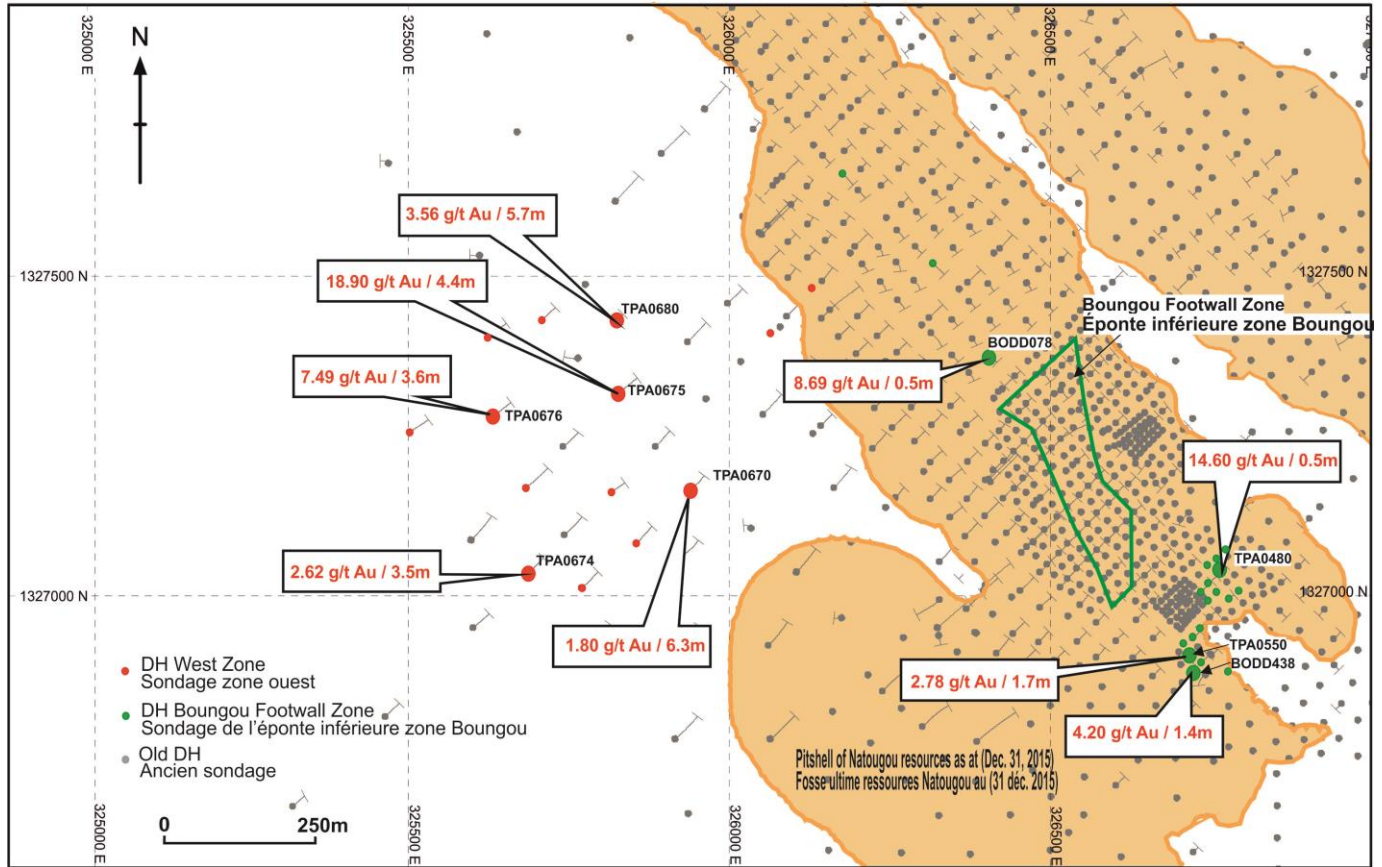 325000 E
325500 E
326000 E
326500 E
N
3.56 g/t Au / 5.7m
1327500 N
1327500 N
18.90 g/t Au / 4.4m
TPA0680
Boungou Footwall Zone
Éponte inférieure zone Boungou
BODD078
7.49 g/t Au / 3.6m
8.69 g/t Au / 0.5m
TPA0675
TPA0676
14.60 g/t Au / 0.5m
TPA0670
TPA0674
TPA0480
2.62 g/t Au / 3.5m
1327000 N
1327000 N
1.80 g/t Au / 6.3m
TPA0550
BODD438
2.78 g/t Au / 1.7m
4.20 g/t Au / 1.4m
DH West Zone
Sondage zone ouest
DH Boungou Footwall Zone
Sondage de l'éponte inférieure zone Boungou
Old DH
Ancien sondage
Pitshell of Natougou resources as at (Dec. 31, 2015)
Fosse ultime ressources Natougou au (31 déc. 2015)
0 250m
325000 E
325500 E
326000 E
326500 E